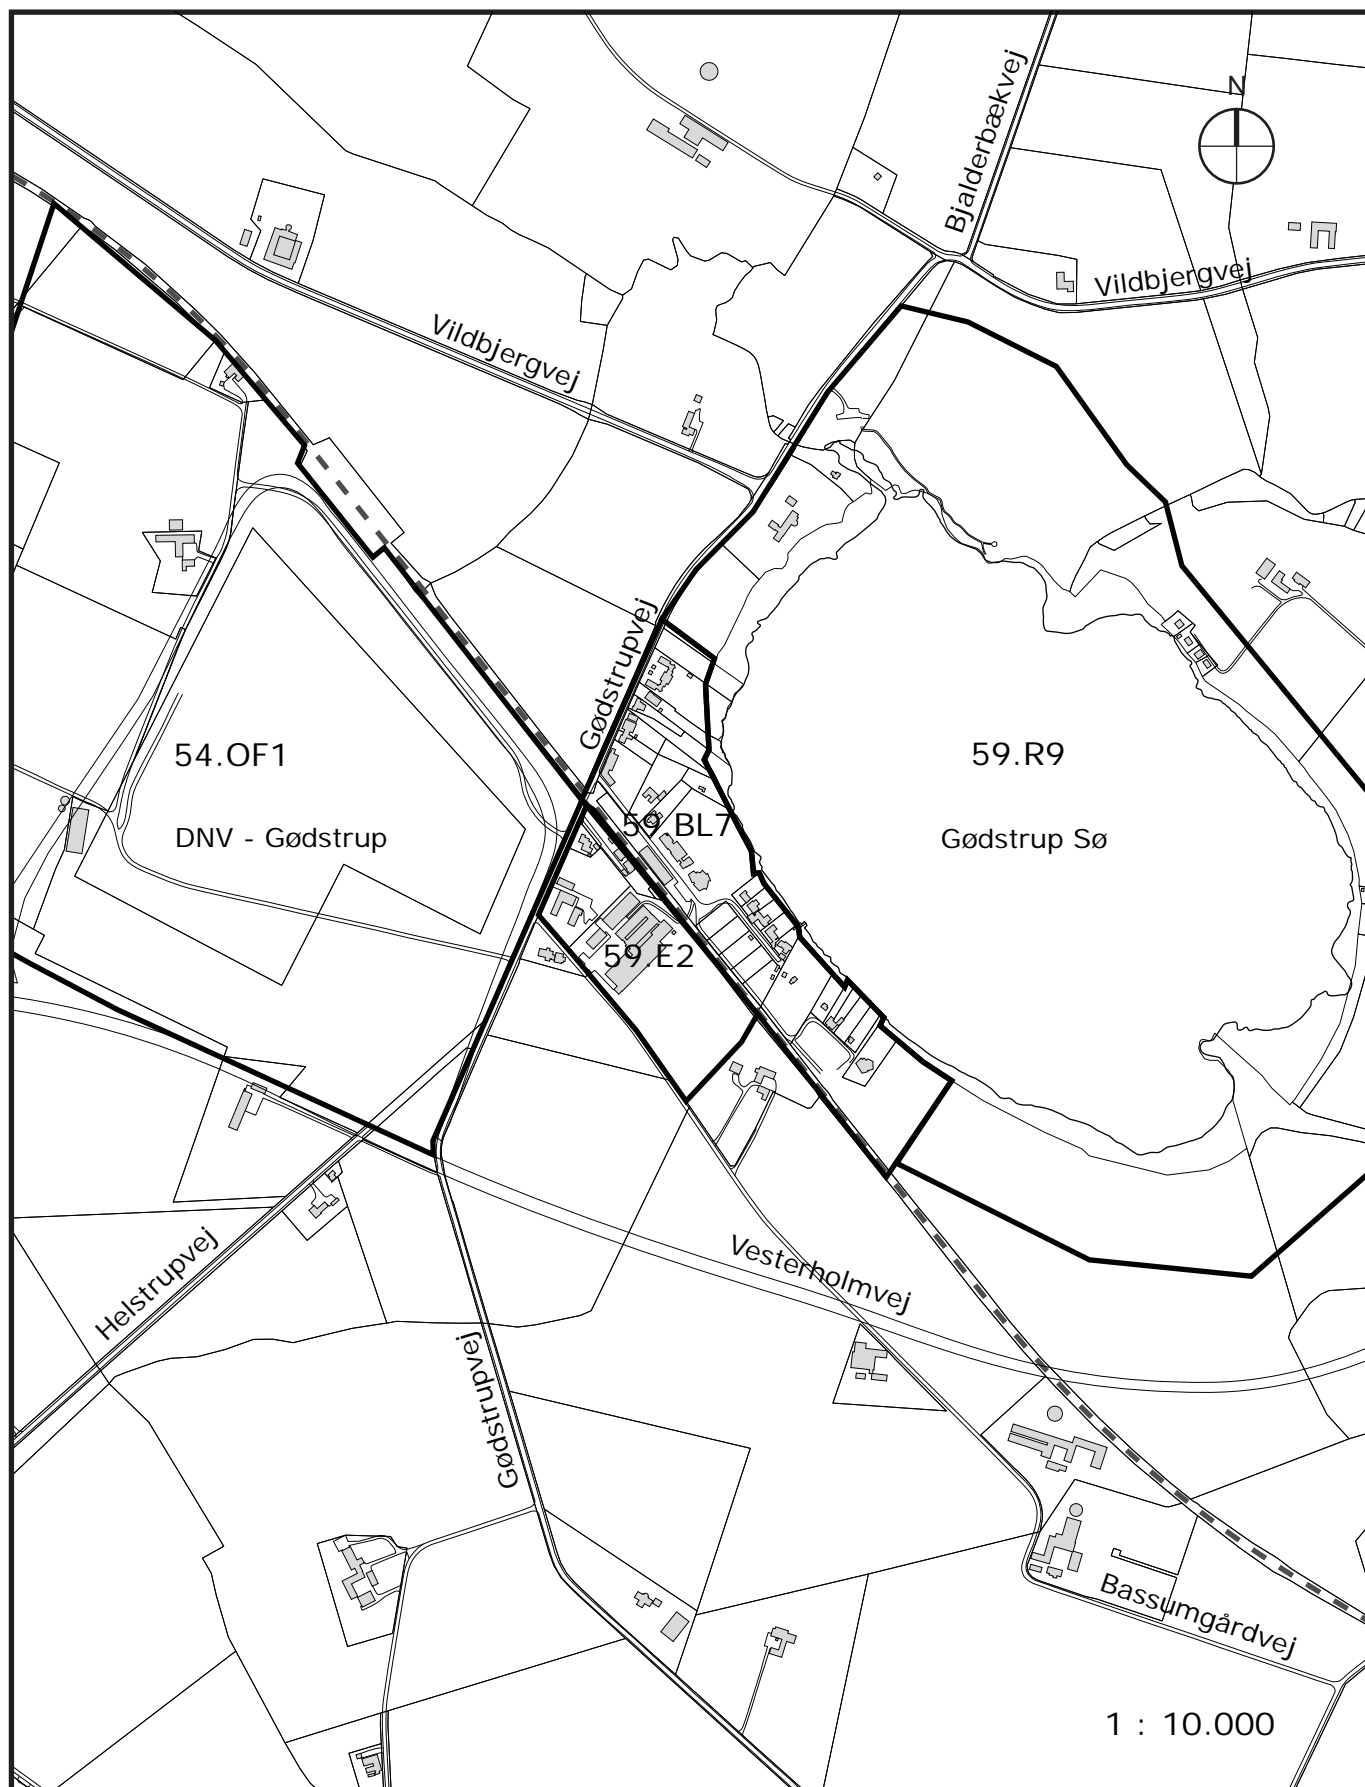 N
Bjalderbækvej
Vildbjergvej
Vildbjergvej
Gødstrupvej
54.OF1
59.R9
DNV - Gødstrup
59 BL7
Gødstrup Sø
59.E2
Vesterholmvej
Helstrupvej
Gødstrupvej
Bassumgårdvej
1 : 10.000